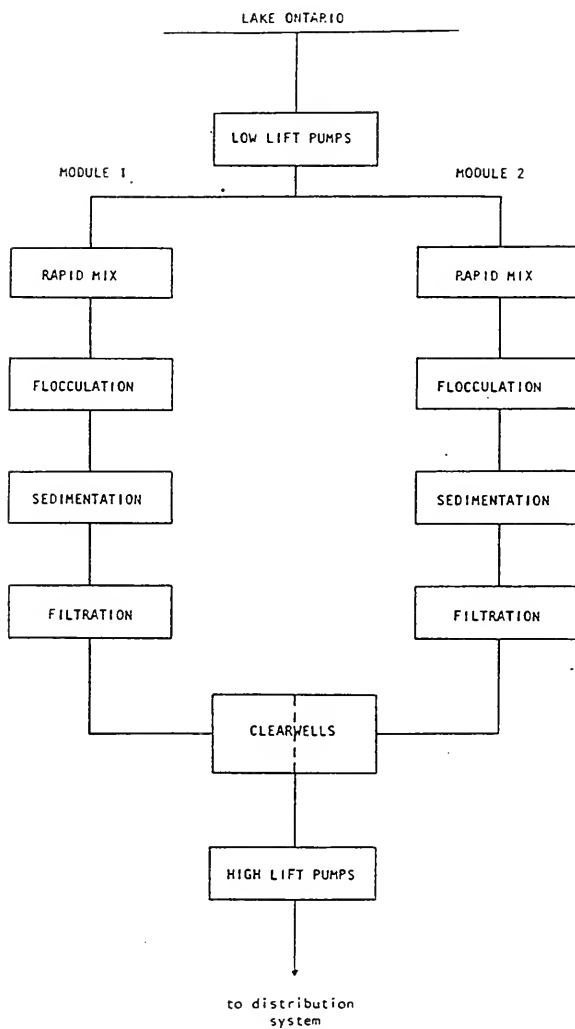 LAKE ONTARIO
LOW LIFT PUMPS
MODULE 1
MODULE 2
RAPID MIX
RAPID MIX
FLOCCULATION
FLOCCULATION
SEDIMENTATION
SEDIMENTATION
FILTRATION
FILTRATION
CLEARWELLS
HIGH LIFT PUMPS
to distribution
system